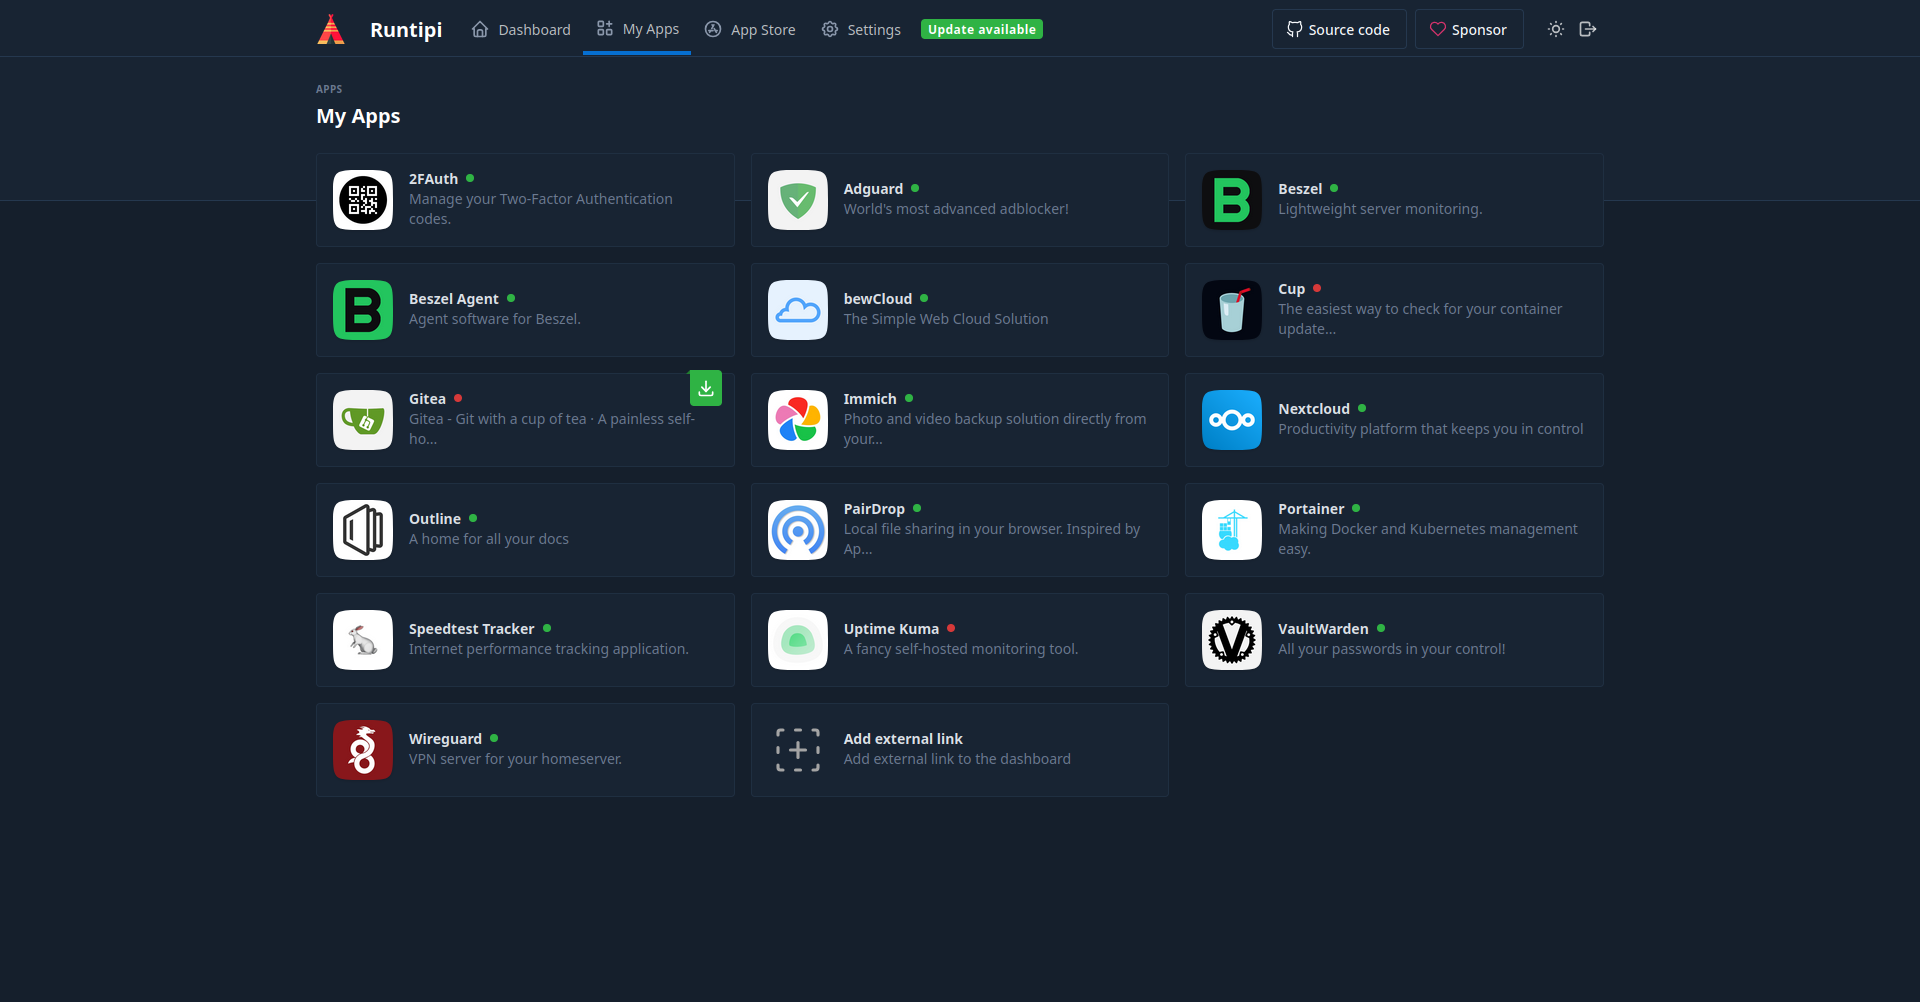 Runtipi
Dashboard
My Apps
App Store
Settings
Update available
Source code
Sponsor
APPS
My Apps
2FAuth
Manage your Two-Factor Authentication
codes.
Adguard
World's most advanced adblocker!
Beszel
Lightweight server monitoring.
Beszel Agent
Agent software for Beszel.
bewCloud
The Simple Web Cloud Solution
Cup
The easiest way to check for your container
update...
Gitea
Gitea - Git with a cup of tea · A painless self-
ho...
Immich
Photo and video backup solution directly from
your...
Nextcloud
Productivity platform that keeps you in control
Outline
A home for all your docs
PairDrop
Local file sharing in your browser. Inspired by
Ap...
Portainer
Making Docker and Kubernetes management
easy.
Speedtest Tracker
Internet performance tracking application.
Uptime Kuma
A fancy self-hosted monitoring tool.
VaultWarden
All your passwords in your control!
Wireguard
VPN server for your homeserver.
Add external link
Add external link to the dashboard